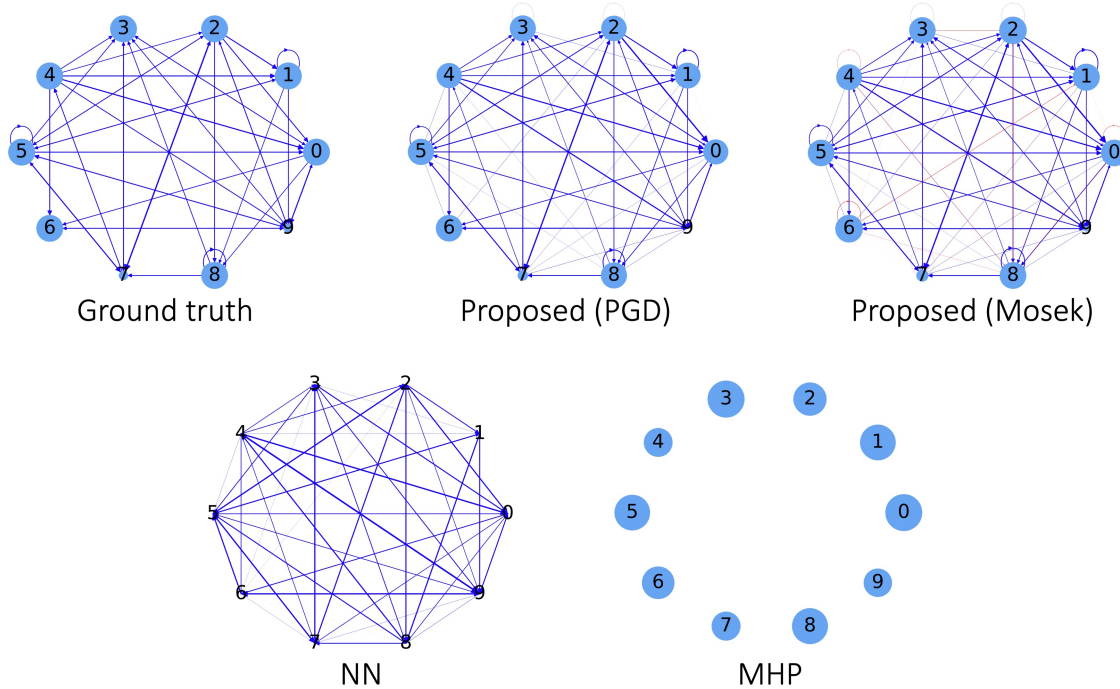 3 2 3 2 3 2
4 1 4 1 4 1
5 0 5 0 5 0
6 9 6 9 6 9
7 8 7 8 7 8
Ground truth Proposed (PGD) Proposed (Mosek)
3 2 3 2
4 1 4 1
5 0 5 0
6 9 6 9
7 8 7 8
NN MHP